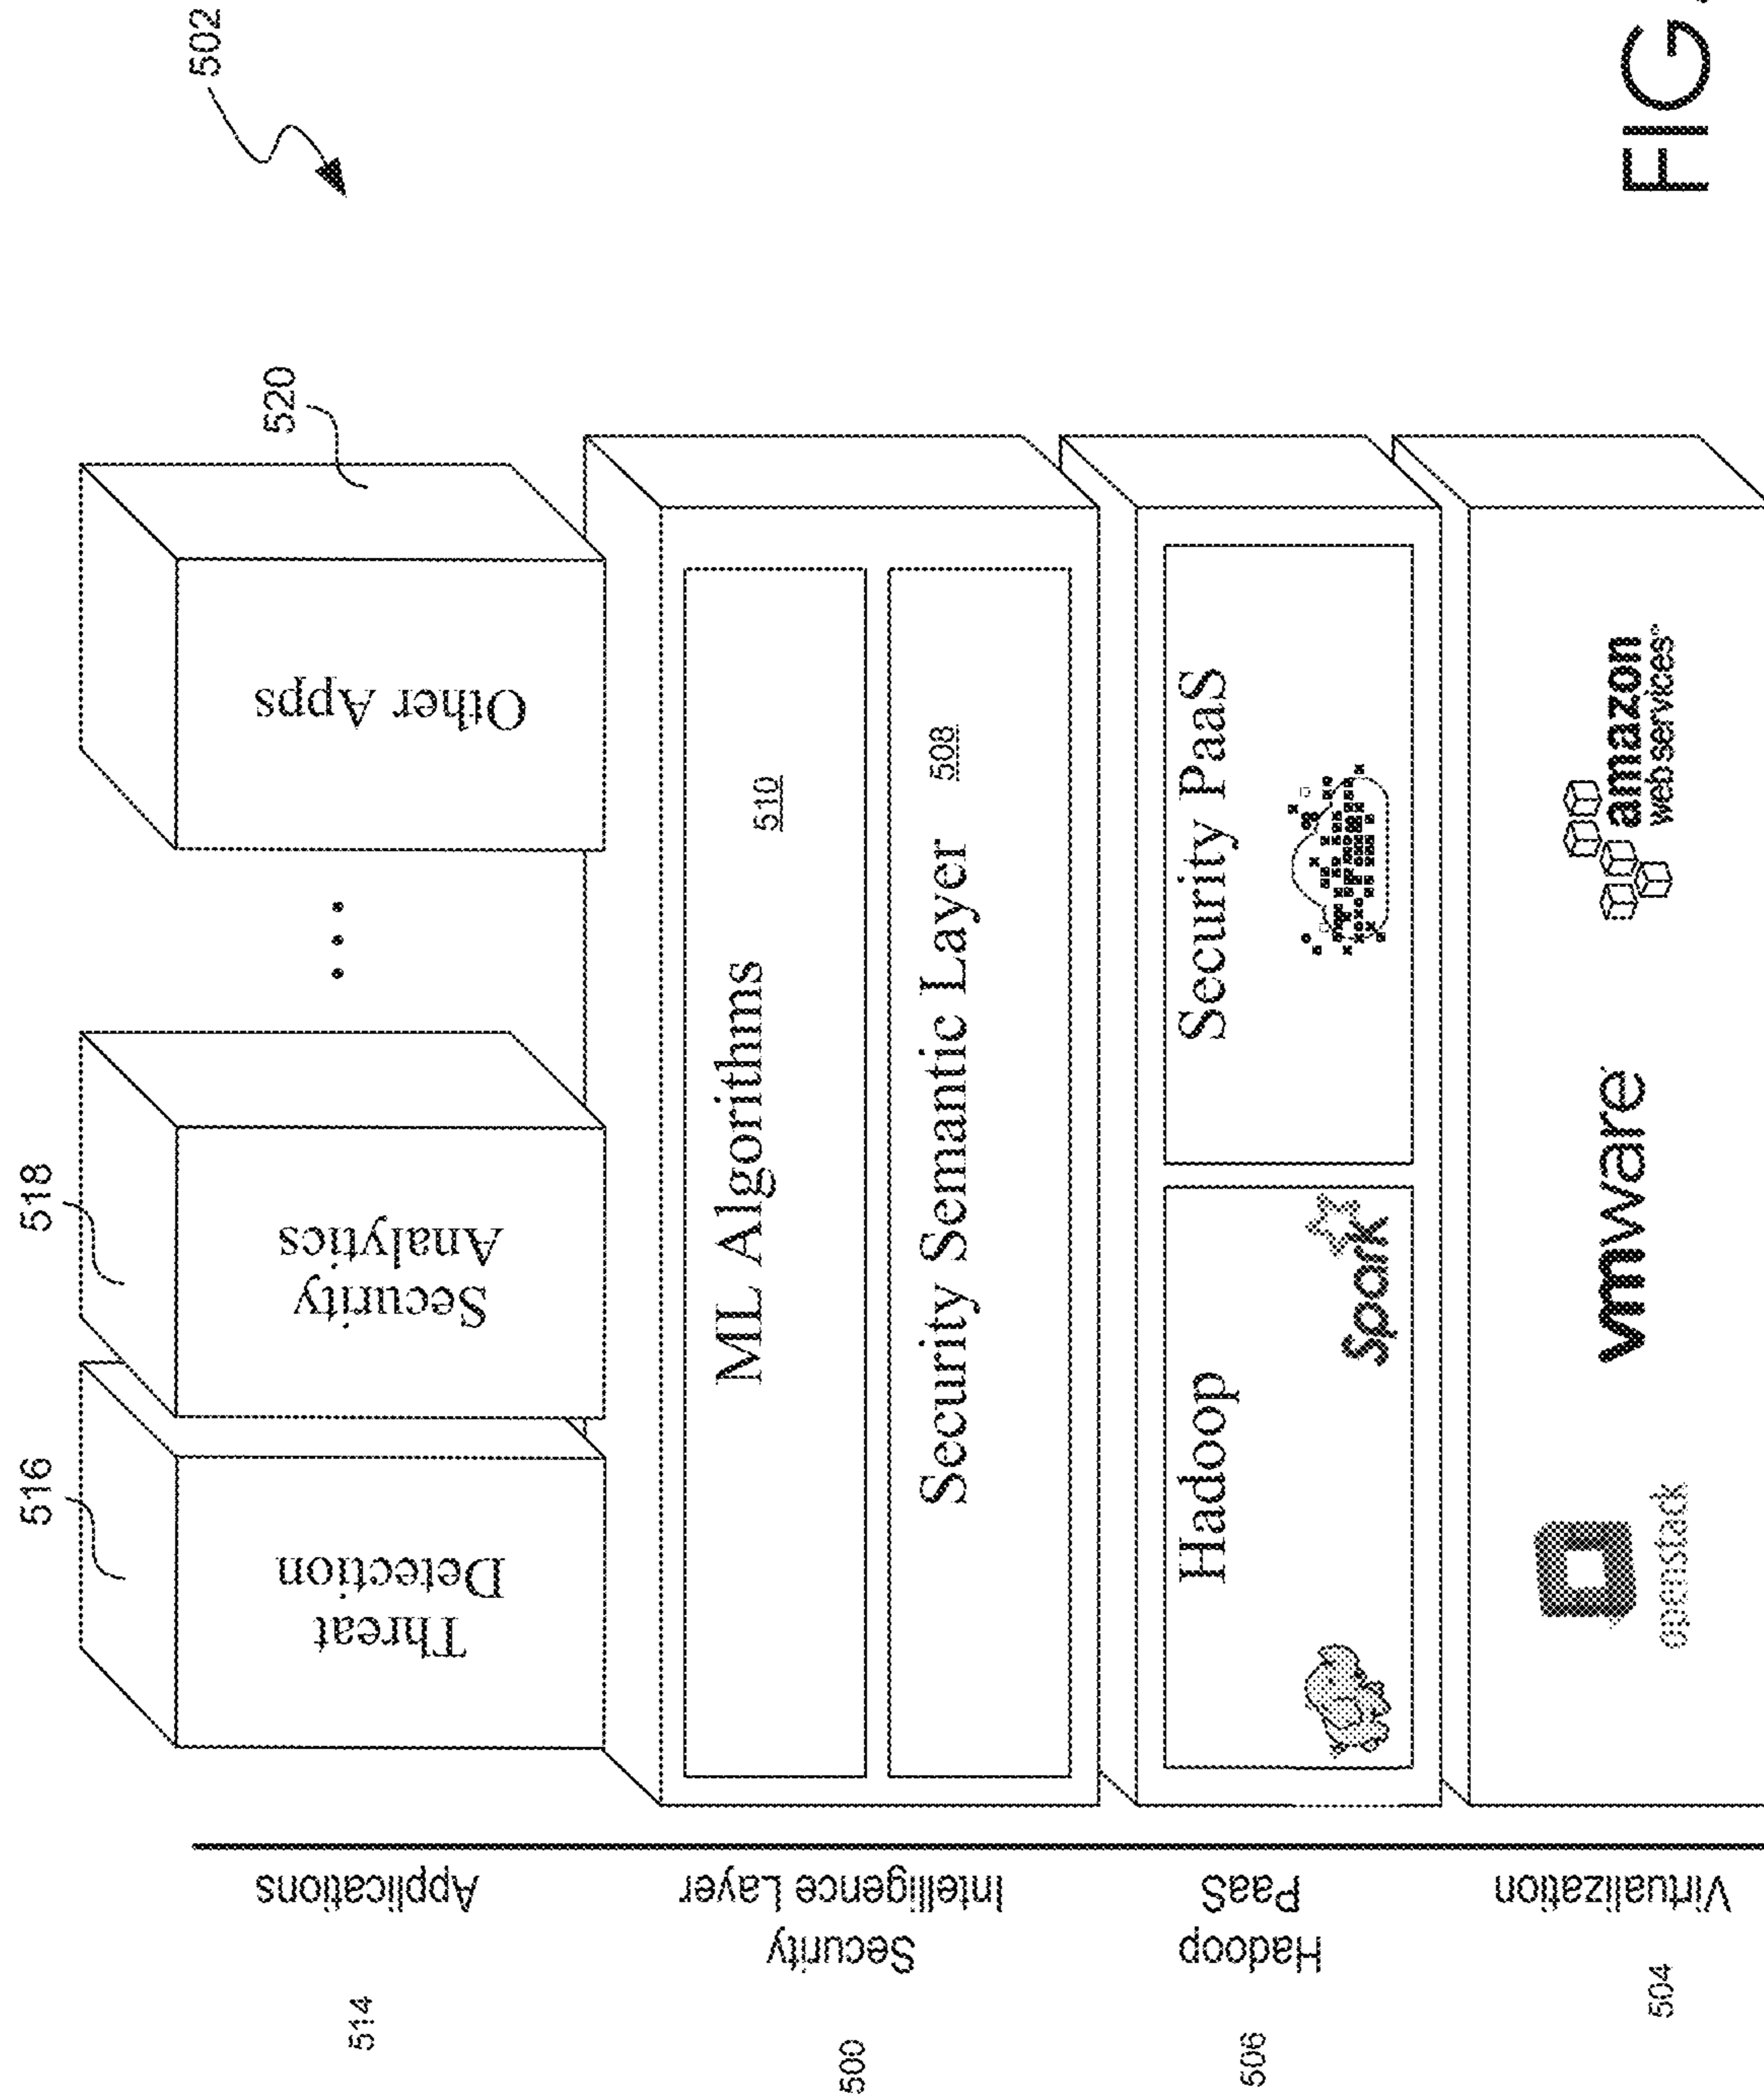 502
516
518
520
514
Applications
Threat
Detection
Security
Analytics
Other Apps
500
Security
Intelligence Layer
ML Algorithms 510
Security Semantic Layer 508
506
Hadoop
PaaS
Hadoop
Spark
Security PaaS
504
Virtualization
openstack
vmware
amazon
web services™
FIG.